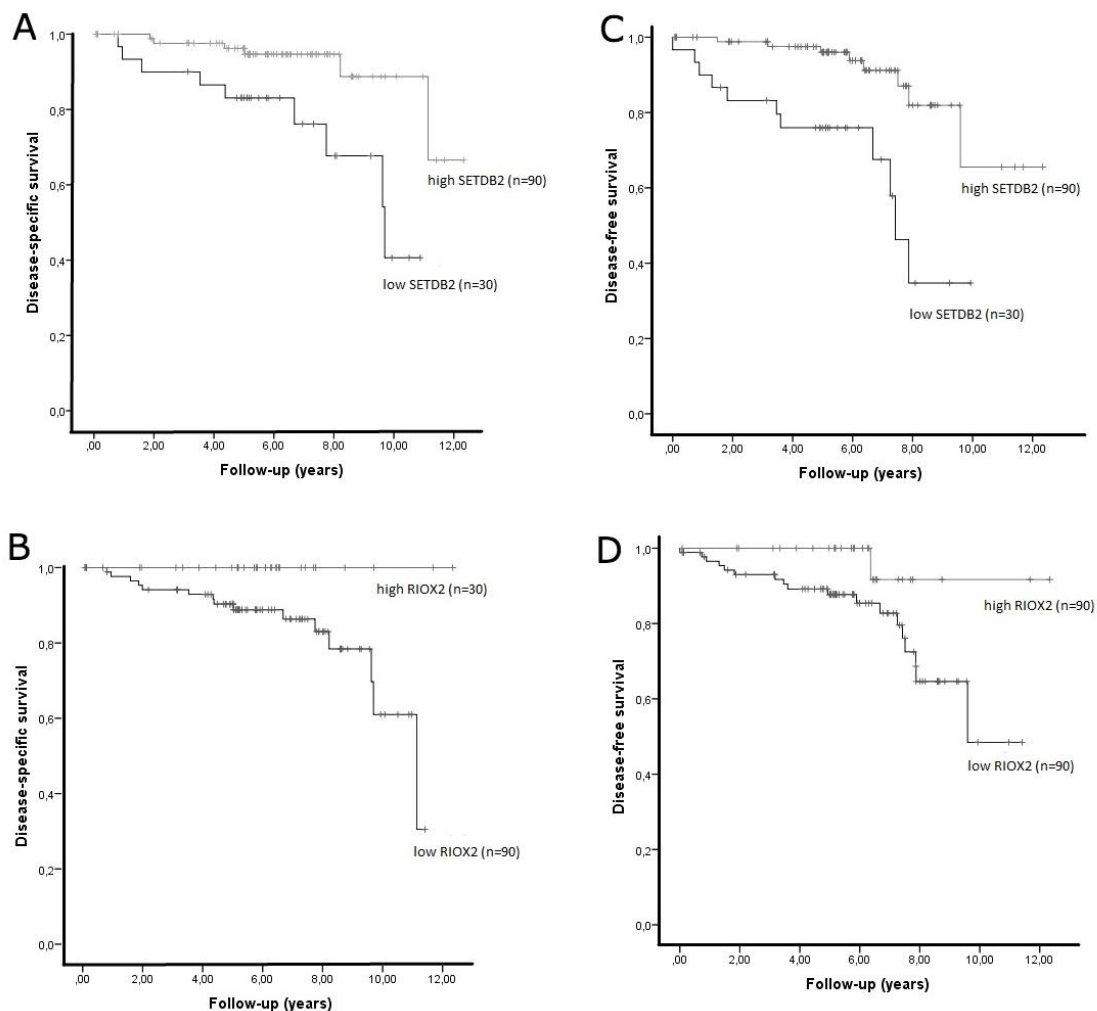 A
Disease-specific survival
1,0
0,8
0,6
0,4
0,2
0,0
high SETDB2 (n=90)
low SETDB2 (n=30)
,00 2,00 4,00 6,00 8,00 10,00 12,00
Follow-up (years)
C
Disease-free survival
1,0
0,8
0,6
0,4
0,2
0,0
high SETDB2 (n=90)
low SETDB2 (n=30)
,00 2,00 4,00 6,00 8,00 10,00 12,00
Follow-up (years)
B
Disease-specific survival
1,0
0,8
0,6
0,4
0,2
0,0
high RIOX2 (n=30)
low RIOX2 (n=90)
,00 2,00 4,00 6,00 8,00 10,00 12,00
Follow-up (years)
D
Disease-free survival
1,0
0,8
0,6
0,4
0,2
0,0
high RIOX2 (n=90)
low RIOX2 (n=90)
,00 2,00 4,00 6,00 8,00 10,00 12,00
Follow-up (years)